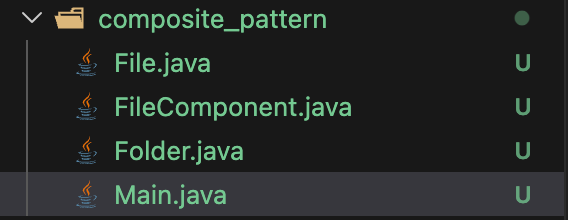 composite_pattern
File.java U
FileComponent.java U
Folder.java U
Main.java U